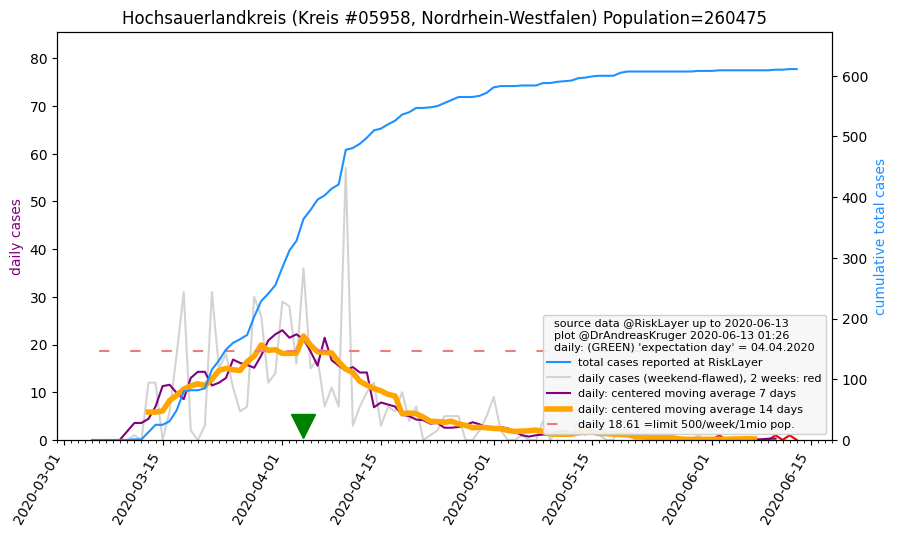 Hochsauerlandkreis (Kreis #05958, Nordrhein-Westfalen) Population=260475
daily cases
80
70
60
50
40
30
20
10
0
600
500
400
300
200
100
0
cumulative total cases
source data @RiskLayer up to 2020-06-13
plot @DrAndreasKruger 2020-06-13 01:26
daily: (GREEN) 'expectation day' = 04.04.2020
total cases reported at RiskLayer
daily cases (weekend-flawed), 2 weeks: red
daily: centered moving average 7 days
daily: centered moving average 14 days
daily 18.61 =limit 500/week/1mio pop.
2020-03-01
2020-03-15
2020-04-01
2020-04-15
2020-05-01
2020-05-15
2020-06-01
2020-06-15